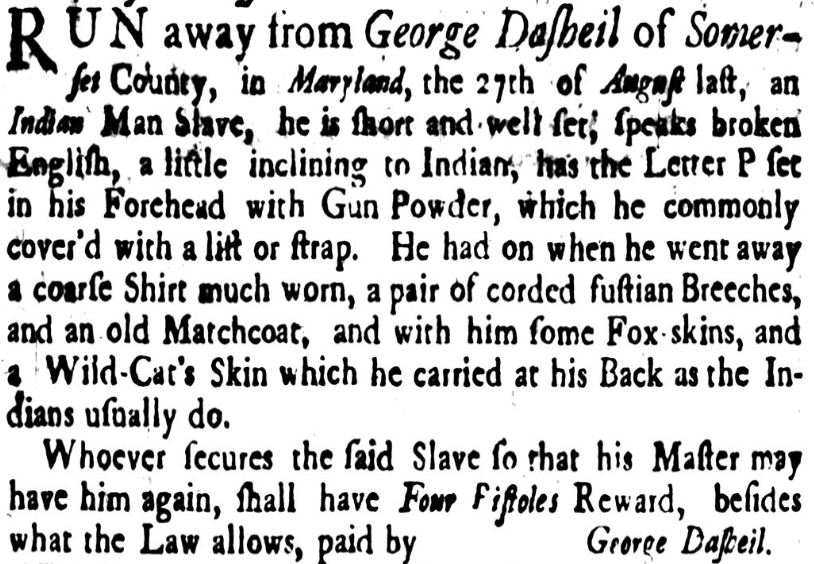 RUN away from George Daſheil of Somer-
ſet County, in Maryland, the 27th of Auguſt laſt, an
Indian Man Slave, he is ſhort and well ſet, ſpeaks broken
Engliſh, a little inclining to Indian, has the Letter P ſet
in his Forehead with Gun Powder, which he commonly
cover'd with a liſt or ſtrap. He had on when he went away
a coarſe Shirt much worn, a pair of corded fuſtian Breeches,
and an old Matchcoat, and with him ſome Fox-skins, and
a Wild-Cat's Skin which he carried at his Back as the In-
dians uſually do.
Whoever ſecures the ſaid Slave ſo that his Maſter may
have him again, ſhall have Four Piſtoles Reward, beſides
what the Law allows, paid by George Daſheil.